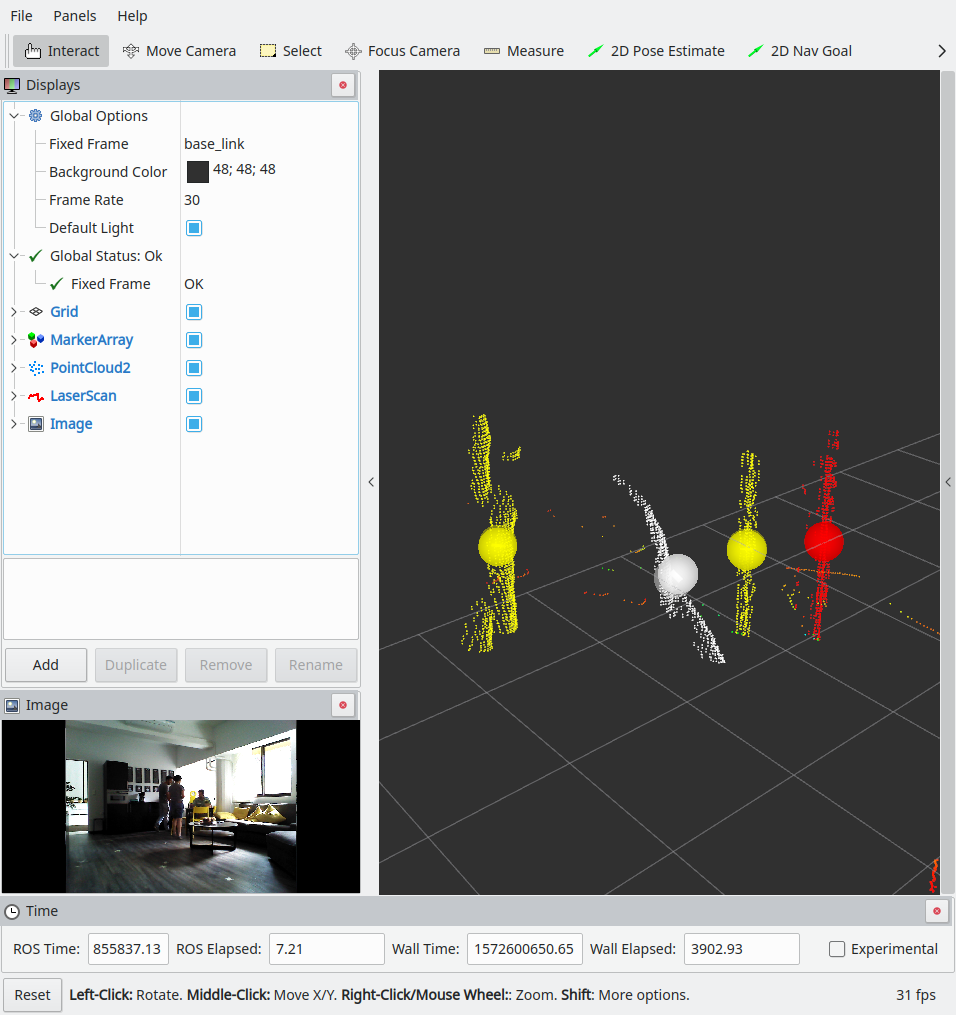 File Panels Help
Interact Move Camera Select Focus Camera Measure 2D Pose Estimate 2D Nav Goal
Displays
Global Options
Fixed Frame base_link
Background Color 48; 48; 48
Frame Rate 30
Default Light
Global Status: Ok
Fixed Frame OK
Grid
MarkerArray
PointCloud2
LaserScan
Image
Add Duplicate Remove Rename
Image
Time
ROS Time: 855837.13 ROS Elapsed: 7.21 Wall Time: 1572600650.65 Wall Elapsed: 3902.93 Experimental
Reset Left-Click: Rotate. Middle-Click: Move X/Y. Right-Click/Mouse Wheel:: Zoom. Shift: More options. 31 fps